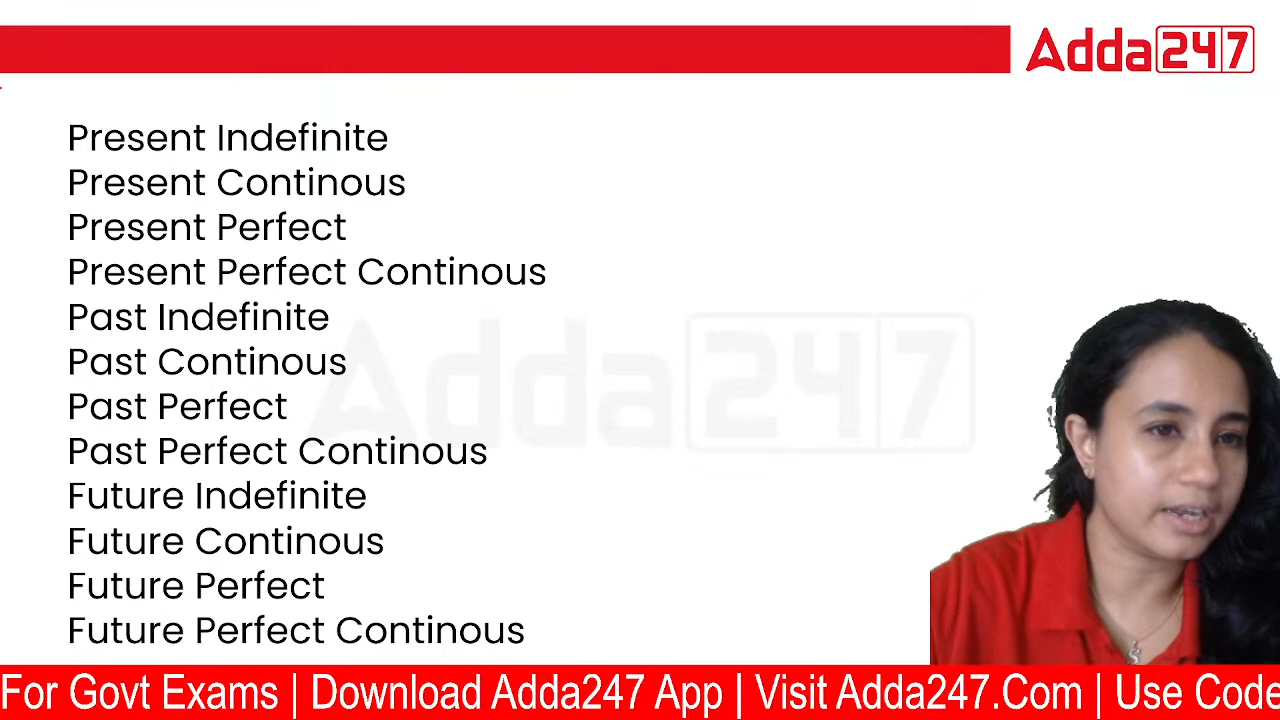 Adda247
Present Indefinite
Present Continous
Present Perfect
Present Perfect Continous
Past Indefinite
Past Continous
Past Perfect
Past Perfect Continous
Future Indefinite
Future Continous
Future Perfect
Future Perfect Continous
Adda247
For Govt Exams | Download Adda247 App | Visit Adda247.Com | Use Code